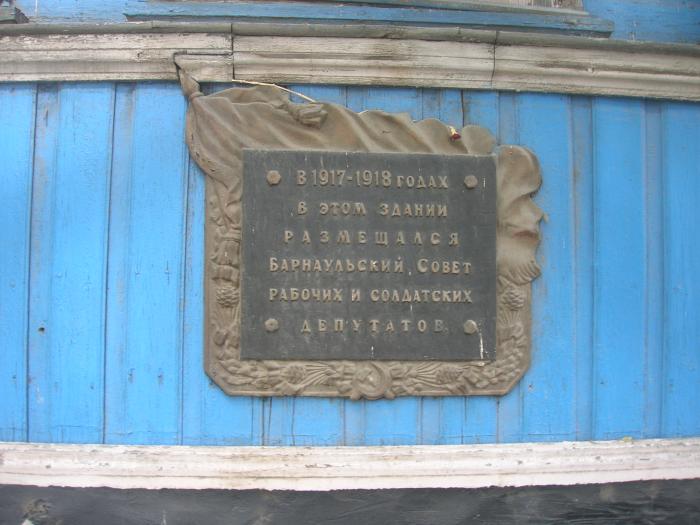 В 1917-1918 годах
в этом здании
размещался
Барнаульский Совет
рабочих и солдатских
депутатов.